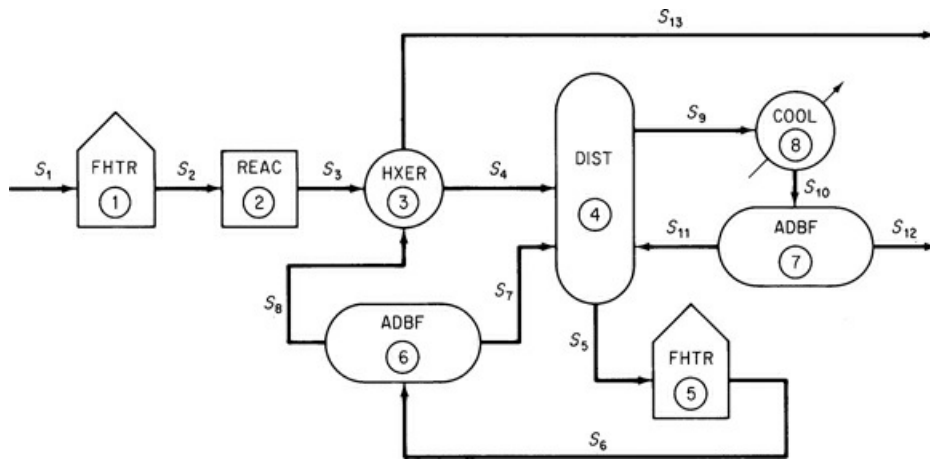 S13
S9
COOL
8
DIST
4
S1
FHTR
1
S2
REAC
2
S3
HXER
3
S4
S10
S11
ADBF
7
S12
S8
S7
ADBF
6
S5
FHTR
5
S6